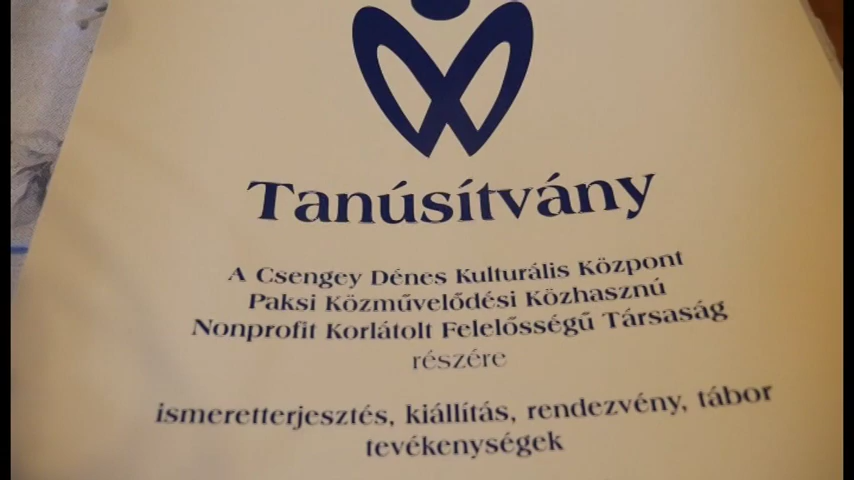 Tanúsítvány
A Csengey Dénes Kulturális Központ
Paksi Közművelődési Közhasznú
Nonprofit Korlátolt Felelősségű Társaság
részére
ismeretterjesztés, kiállítás, rendezvény, tábor
tevékenységek